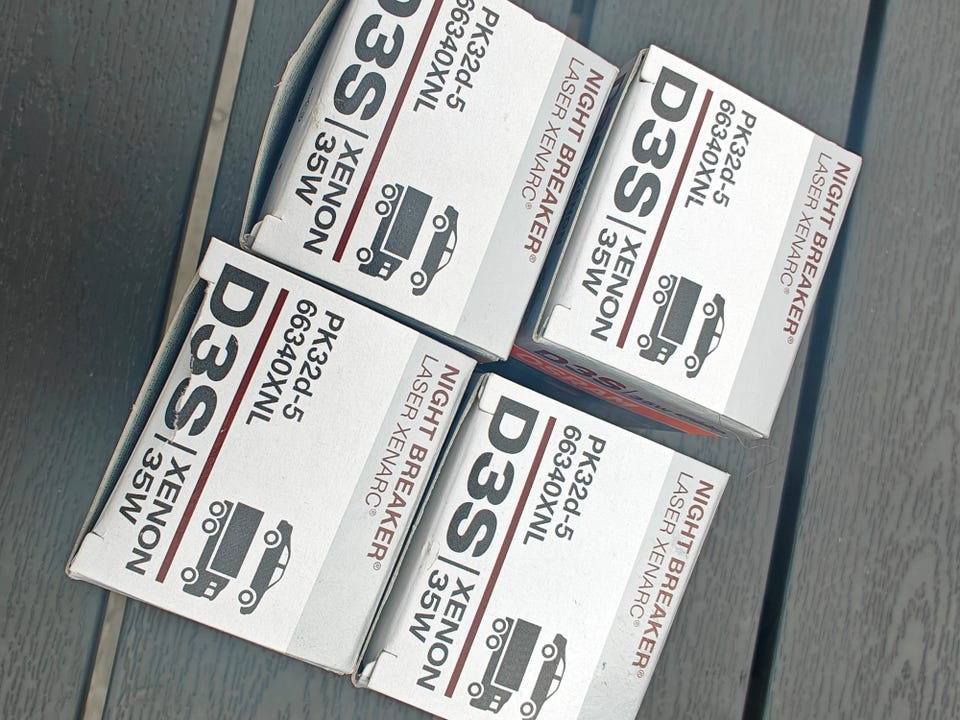 NIGHT BREAKER®
LASER XENARC®
PK32d-5
66340XNL
D3S | XENON
35W
NIGHT BREAKER®
LASER XENARC®
PK32d-5
66340XNL
D3S | XENON
35W
D3S/
NIGHT BREAKER®
LASER XENARC®
PK32d-5
66340XNL
D3S | XENON
35W
NIGHT BREAKER®
LASER XENARC®
PK32d-5
66340XNL
D3S | XENON
35W